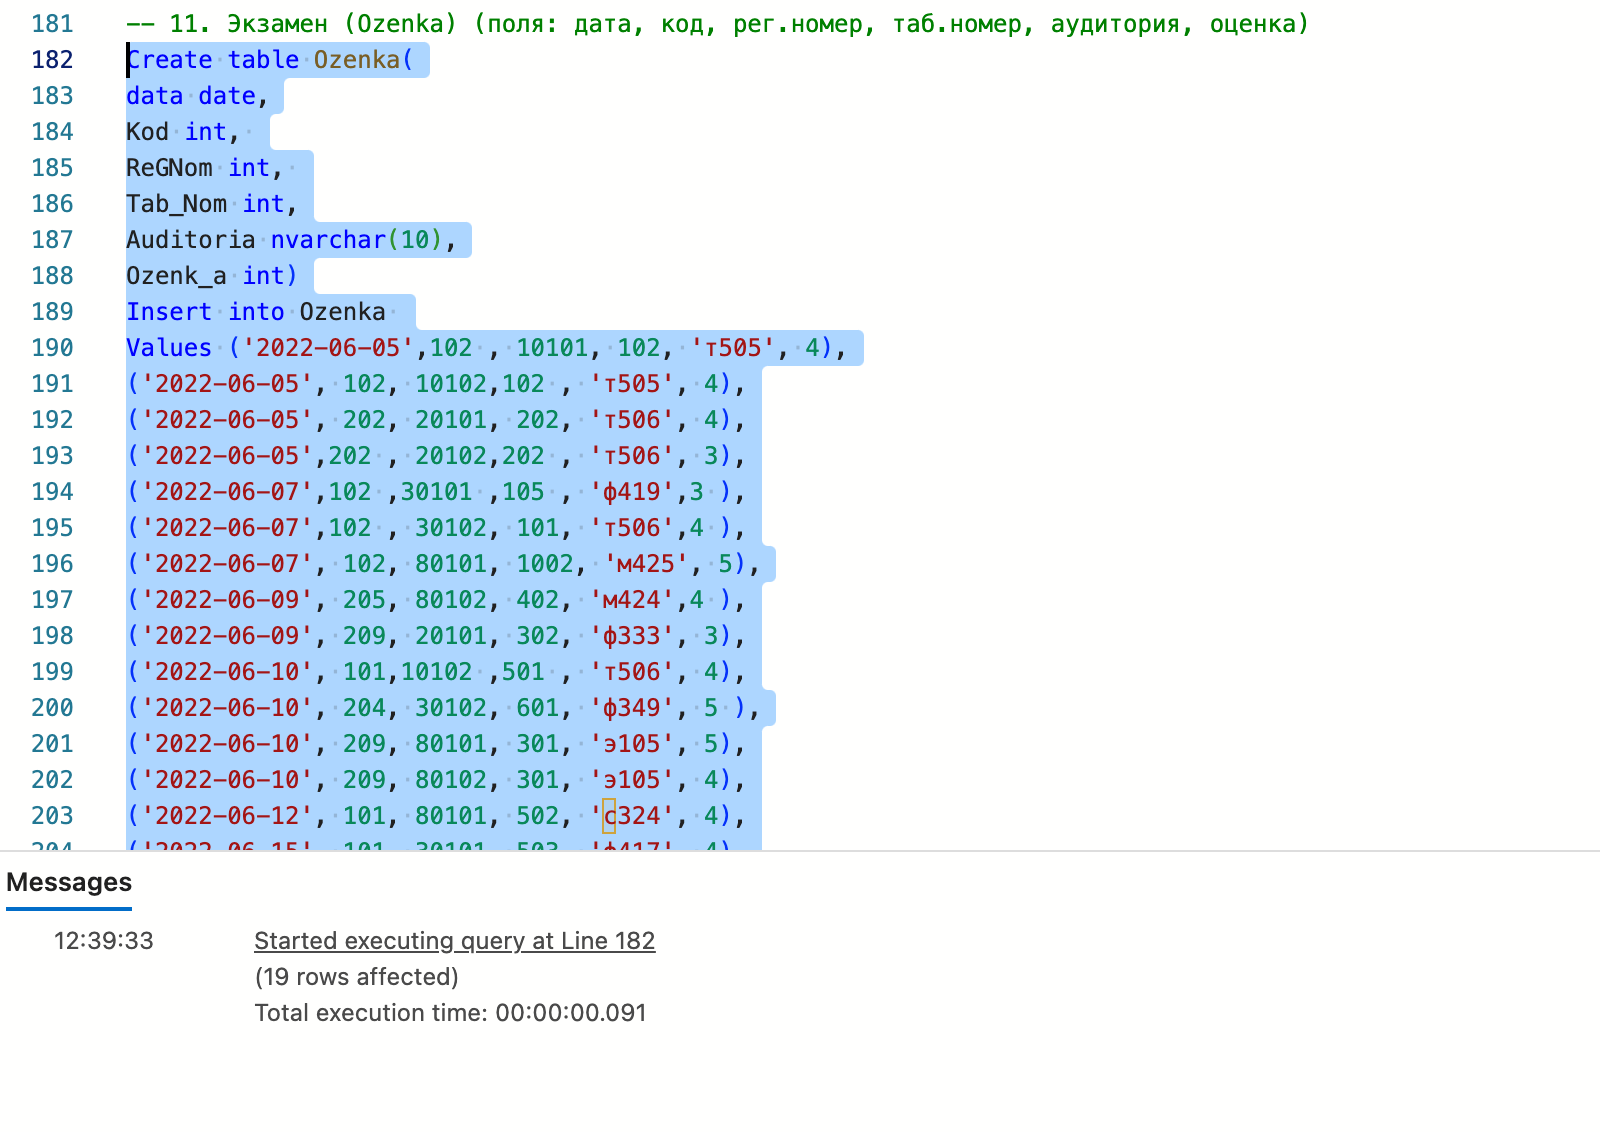 181 -- 11. Экзамен (Ozenka) (поля: дата, код, рег.номер, таб.номер, аудитория, оценка)
182 Create table Ozenka(
183 data date,
184 Kod int,
185 ReGNom int,
186 Tab_Nom int,
187 Auditoria nvarchar(10),
188 Ozenk_a int)
189 Insert into Ozenka
190 Values ('2022-06-05',102 , 10101, 102, 'т505', 4),
191 ('2022-06-05', 102, 10102,102 , 'т505', 4),
192 ('2022-06-05', 202, 20101, 202, 'т506', 4),
193 ('2022-06-05',202 , 20102,202 , 'т506', 3),
194 ('2022-06-07',102 ,30101 ,105 , 'ф419',3 ),
195 ('2022-06-07',102 , 30102, 101, 'т506',4 ),
196 ('2022-06-07', 102, 80101, 1002, 'м425', 5),
197 ('2022-06-09', 205, 80102, 402, 'м424',4 ),
198 ('2022-06-09', 209, 20101, 302, 'ф333', 3),
199 ('2022-06-10', 101,10102 ,501 , 'т506', 4),
200 ('2022-06-10', 204, 30102, 601, 'ф349', 5 ),
201 ('2022-06-10', 209, 80101, 301, 'э105', 5),
202 ('2022-06-10', 209, 80102, 301, 'э105', 4),
203 ('2022-06-12', 101, 80101, 502, 'с324', 4),
204 ('2022-06-15', 101, 30101, 503, 'ф417', 4)
Messages
12:39:33 Started executing query at Line 182
(19 rows affected)
Total execution time: 00:00:00.091